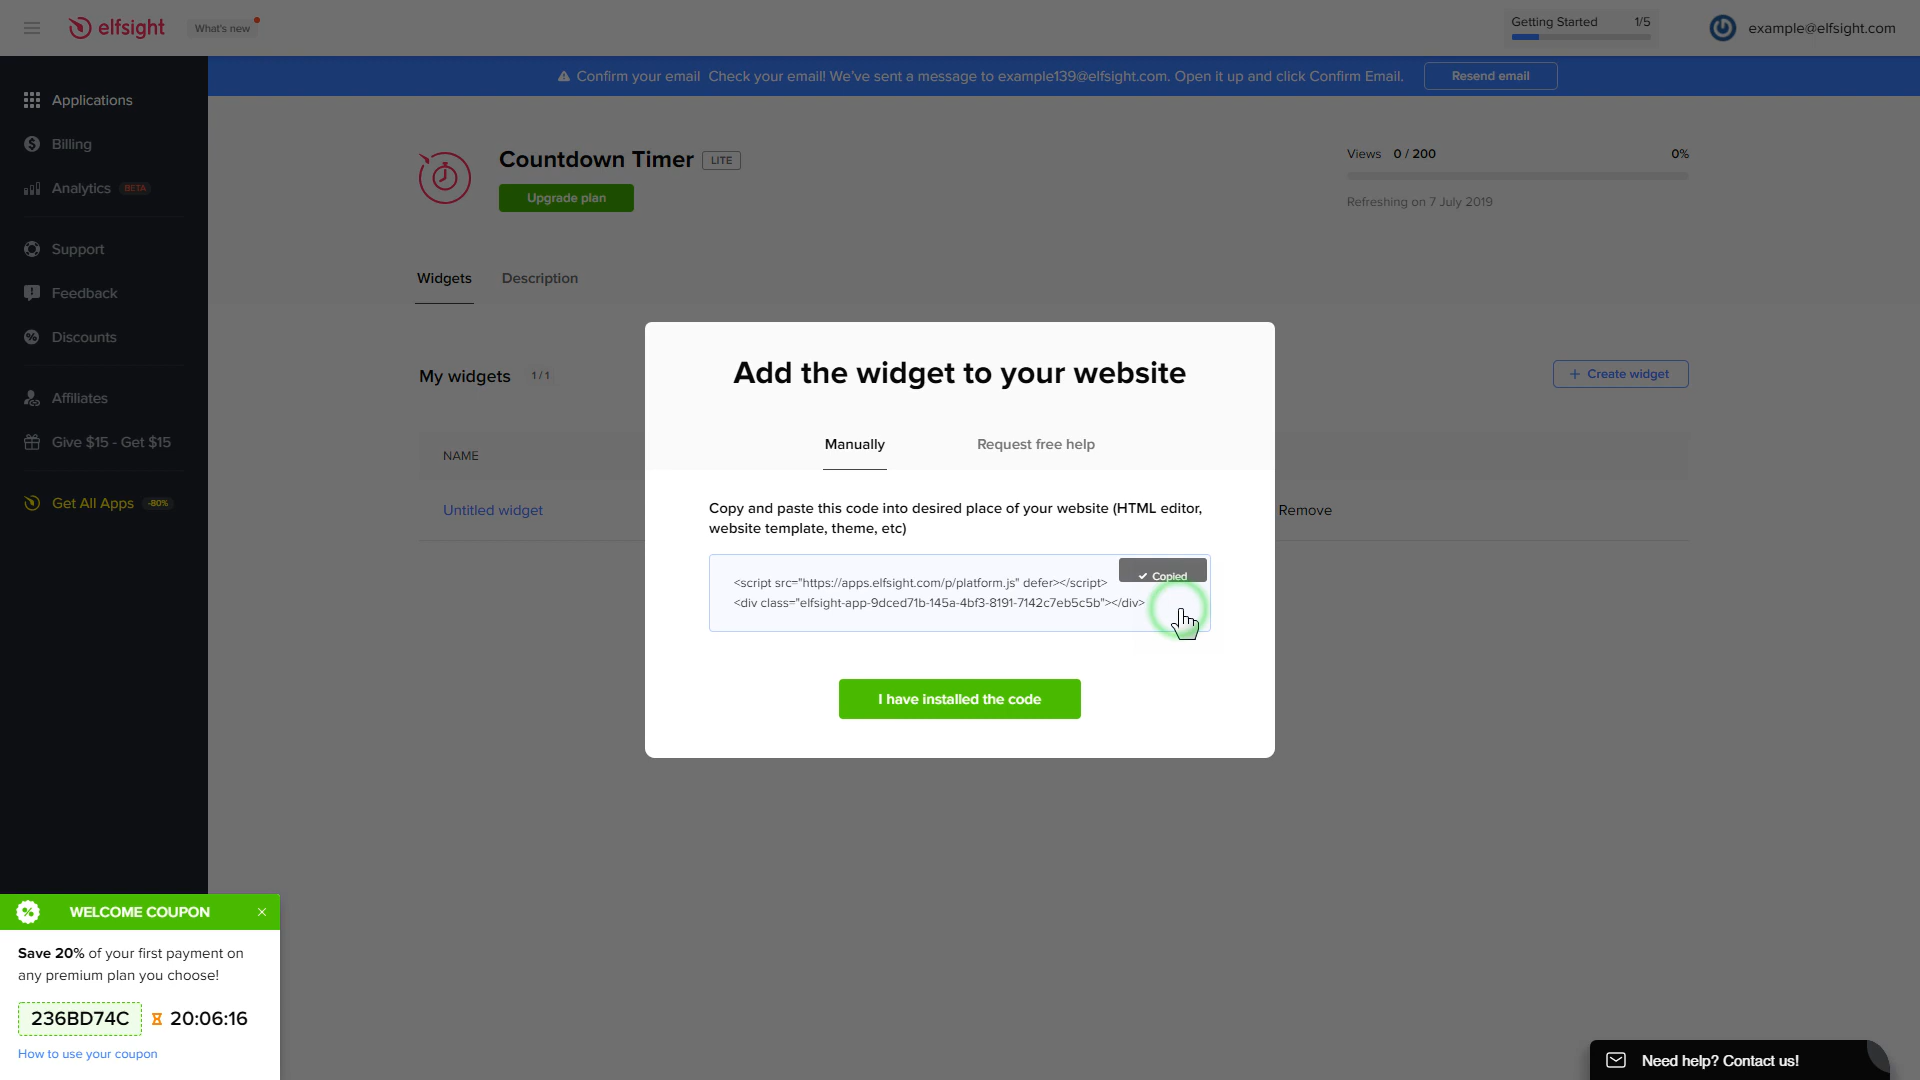 elfsight
What's new
Getting Started 1/5
example@elfsight.com
Confirm your email Check your email! We've sent a message to example139@elfsight.com. Open it up and click Confirm Email.
Resend email
Applications
Billing
Analytics BETA
Support
Feedback
Discounts
Affiliates
Give $15 - Get $15
Get All Apps -80%
Countdown Timer LITE
Upgrade plan
Views 0 / 200 0%
Refreshing on 7 July 2019
Widgets Description
My widgets 1 / 1
+ Create widget
NAME
Untitled widget
Remove
Add the widget to your website
Manually Request free help
Copy and paste this code into desired place of your website (HTML editor,
website template, theme, etc)
Copied
<script src="https://apps.elfsight.com/p/platform.js" defer></script>
<div class="elfsight-app-9dced71b-145a-4bf3-8191-7142c7eb5c5b"></div>
I have installed the code
WELCOME COUPON
Save 20% of your first payment on
any premium plan you choose!
236BD74C 20:06:16
How to use your coupon
Need help? Contact us!